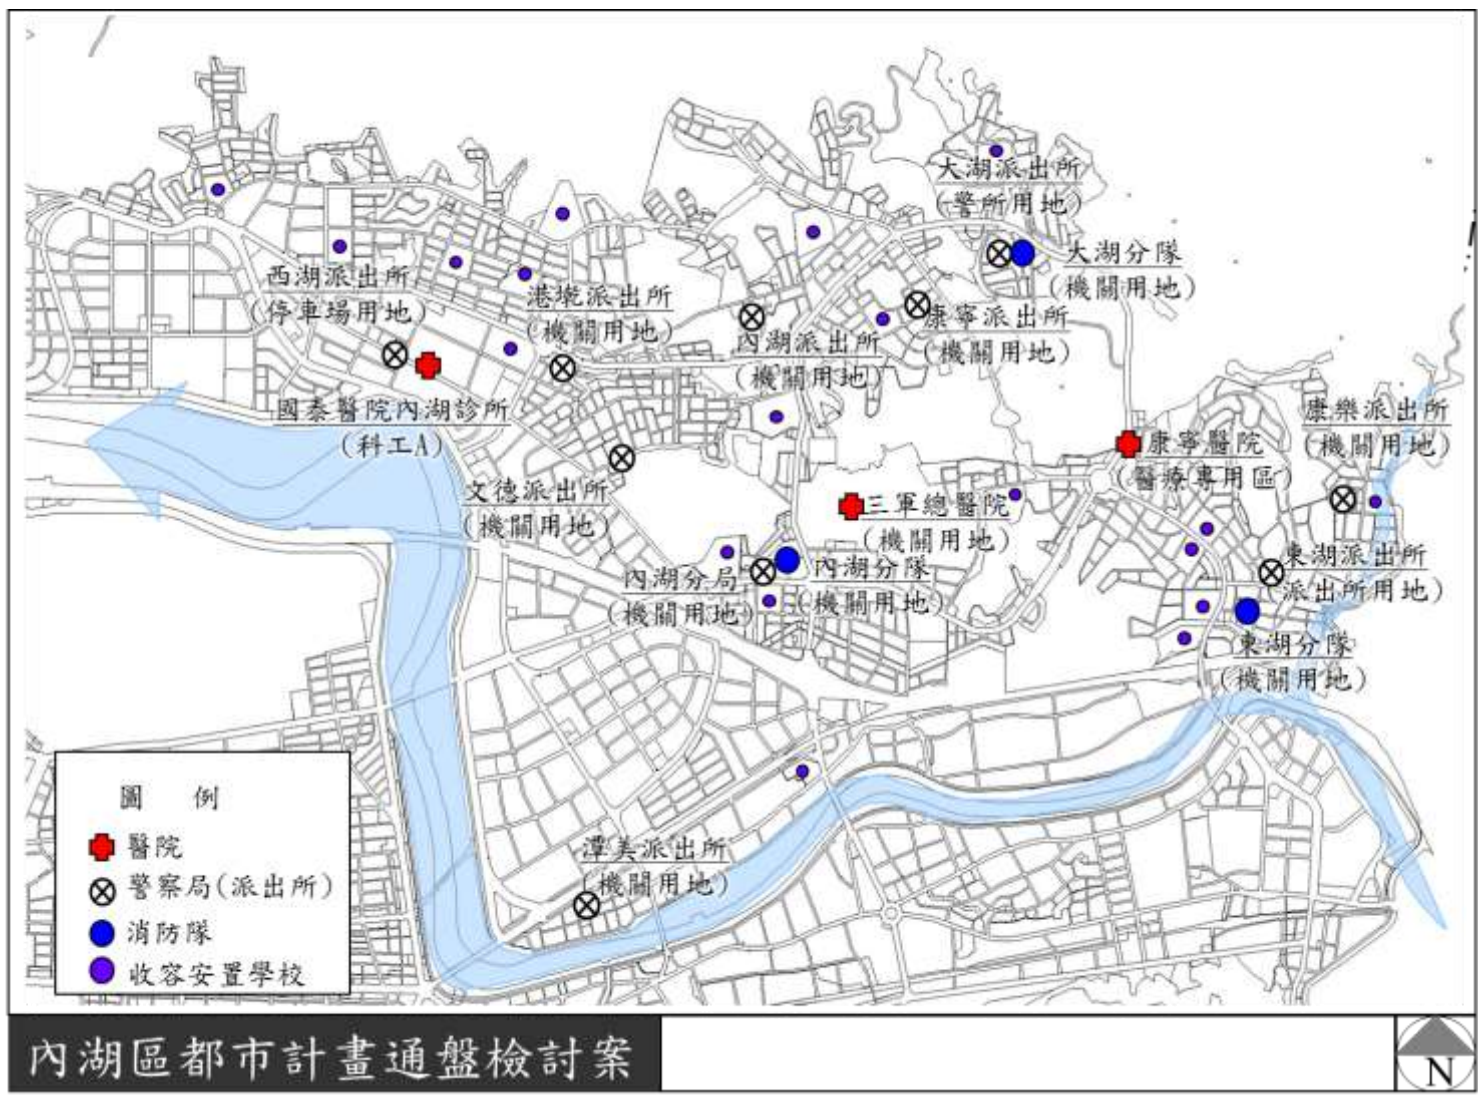 大湖派出所
(警所用地)
大湖分隊
(機關用地)
西湖派出所
(停車場用地)
港墘派出所
(機關用地)
內湖派出所
(機關用地)
康寧派出所
(機關用地)
國泰醫院內湖診所
(科工A)
康寧醫院
(醫療專用區)
康樂派出所
(機關用地)
文德派出所
(機關用地)
三軍總醫院
(機關用地)
內湖分局
(機關用地)
內湖分隊
(機關用地)
東湖派出所
(派出所用地)
東湖分隊
(機關用地)
潭美派出所
(機關用地)
圖 例
醫院
警察局(派出所)
消防隊
收容安置學校
內湖區都市計畫通盤檢討案
N